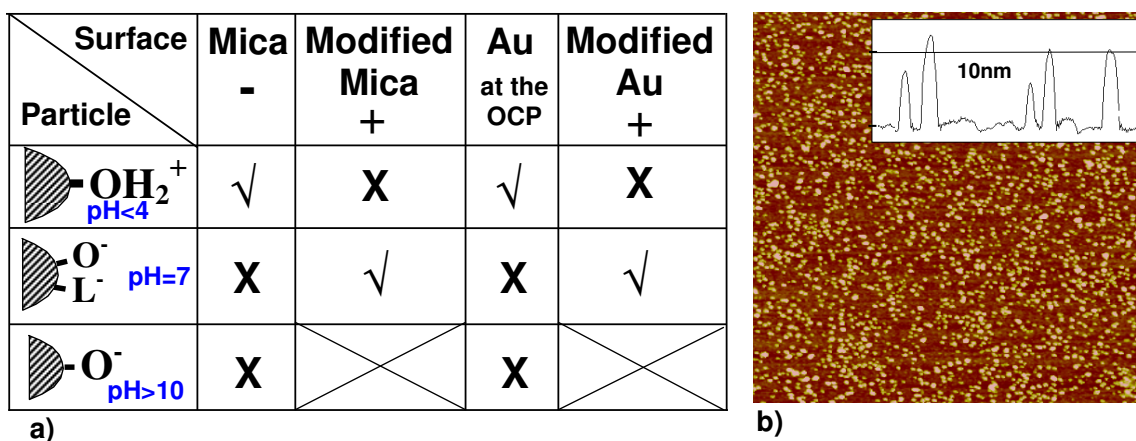 Surface
Particle
Mica
-
Modified
Mica
+
Au
at the
OCP
Modified
Au
+
OH₂⁺
pH<4
√
X
√
X
O⁻
L⁻
pH=7
X
√
X
√
O⁻
pH>10
X
X
a)
10nm
b)